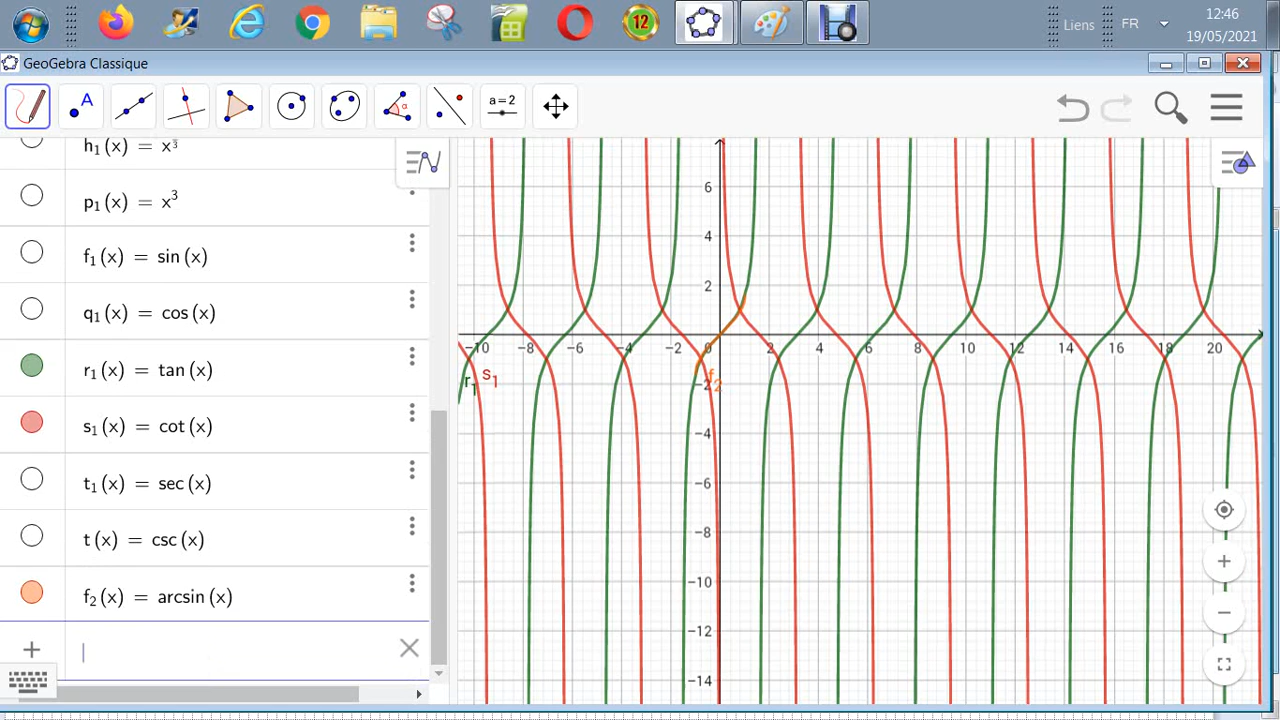 12
Liens
FR
12:46
19/05/2021
GeoGebra Classique
A
α
a = 2
h₁(x) = x
p₁(x) = x³
f₁(x) = sin(x)
q₁(x) = cos(x)
r₁(x) = tan(x)
s₁(x) = cot(x)
t₁(x) = sec(x)
t(x) = csc(x)
f₂(x) = arcsin(x)
6
4
2
−10 −8 −6 −4 −2 0 2 4 6 8 10 12 14 16 18 20
r₁ s₁ f₂
−2
−4
−6
−8
−10
−12
−14